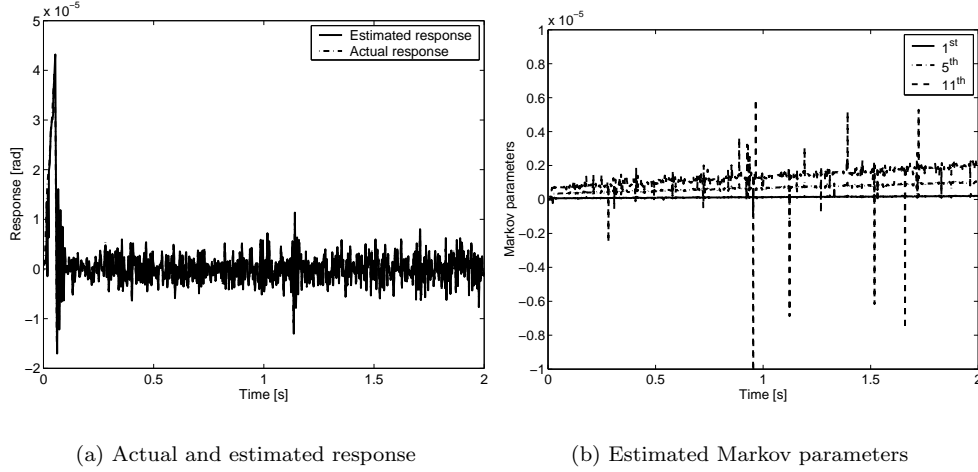 x 10⁻⁵
5
4
3
2
1
0
−1
−2
Response [rad]
Estimated response
Actual response
0
0.5
1
1.5
2
Time [s]
(a) Actual and estimated response
x 10⁻⁵
1
0.8
0.6
0.4
0.2
0
−0.2
−0.4
−0.6
−0.8
−1
Markov parameters
1st
5th
11th
0
0.5
1
1.5
2
Time [s]
(b) Estimated Markov parameters